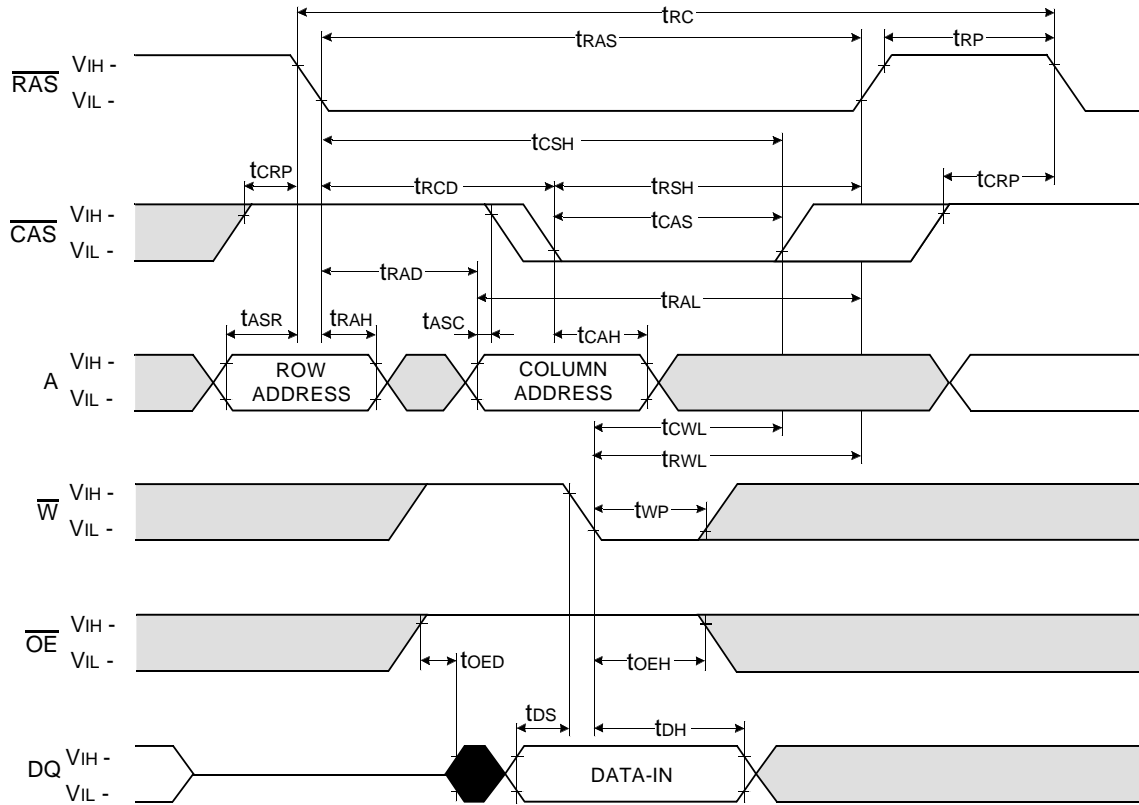 tRC
tRAS
tRP
RAS
VIH -
VIL -
tCSH
tCRP
tRCD
tRSH
tCRP
CAS
VIH -
VIL -
tCAS
tRAD
tRAL
tASR
tRAH
tASC
tCAH
A
VIH -
VIL -
ROW
ADDRESS
COLUMN
ADDRESS
tCWL
tRWL
W
VIH -
VIL -
tWP
OE
VIH -
VIL -
tOED
tOEH
tDS
tDH
DQ
VIH -
VIL -
DATA-IN